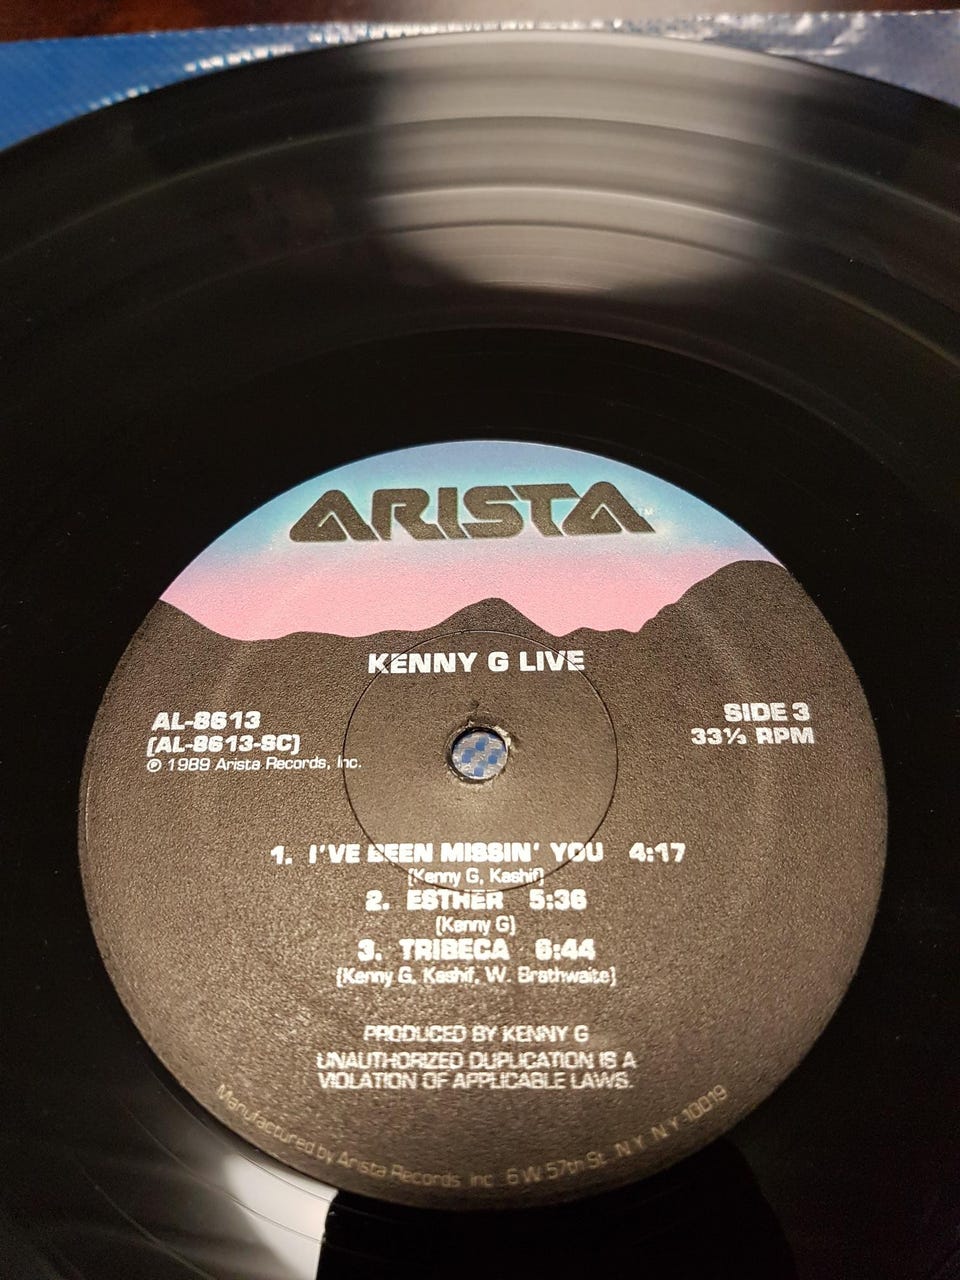 ARISTA™
KENNY G LIVE
AL-8613
[AL-8613-SC]
℗ 1989 Arista Records, Inc.
SIDE 3
33⅓ RPM
1. I'VE BEEN MISSIN' YOU 4:17
[Kenny G, Kashif]
2. ESTHER 5:36
[Kenny G]
3. TRIBECA 6:44
[Kenny G, Kashif, W. Brathwaite]
PRODUCED BY KENNY G
UNAUTHORIZED DUPLICATION IS A
VIOLATION OF APPLICABLE LAWS.
Manufactured by Arista Records Inc 6 W 57th St N Y N Y 10019